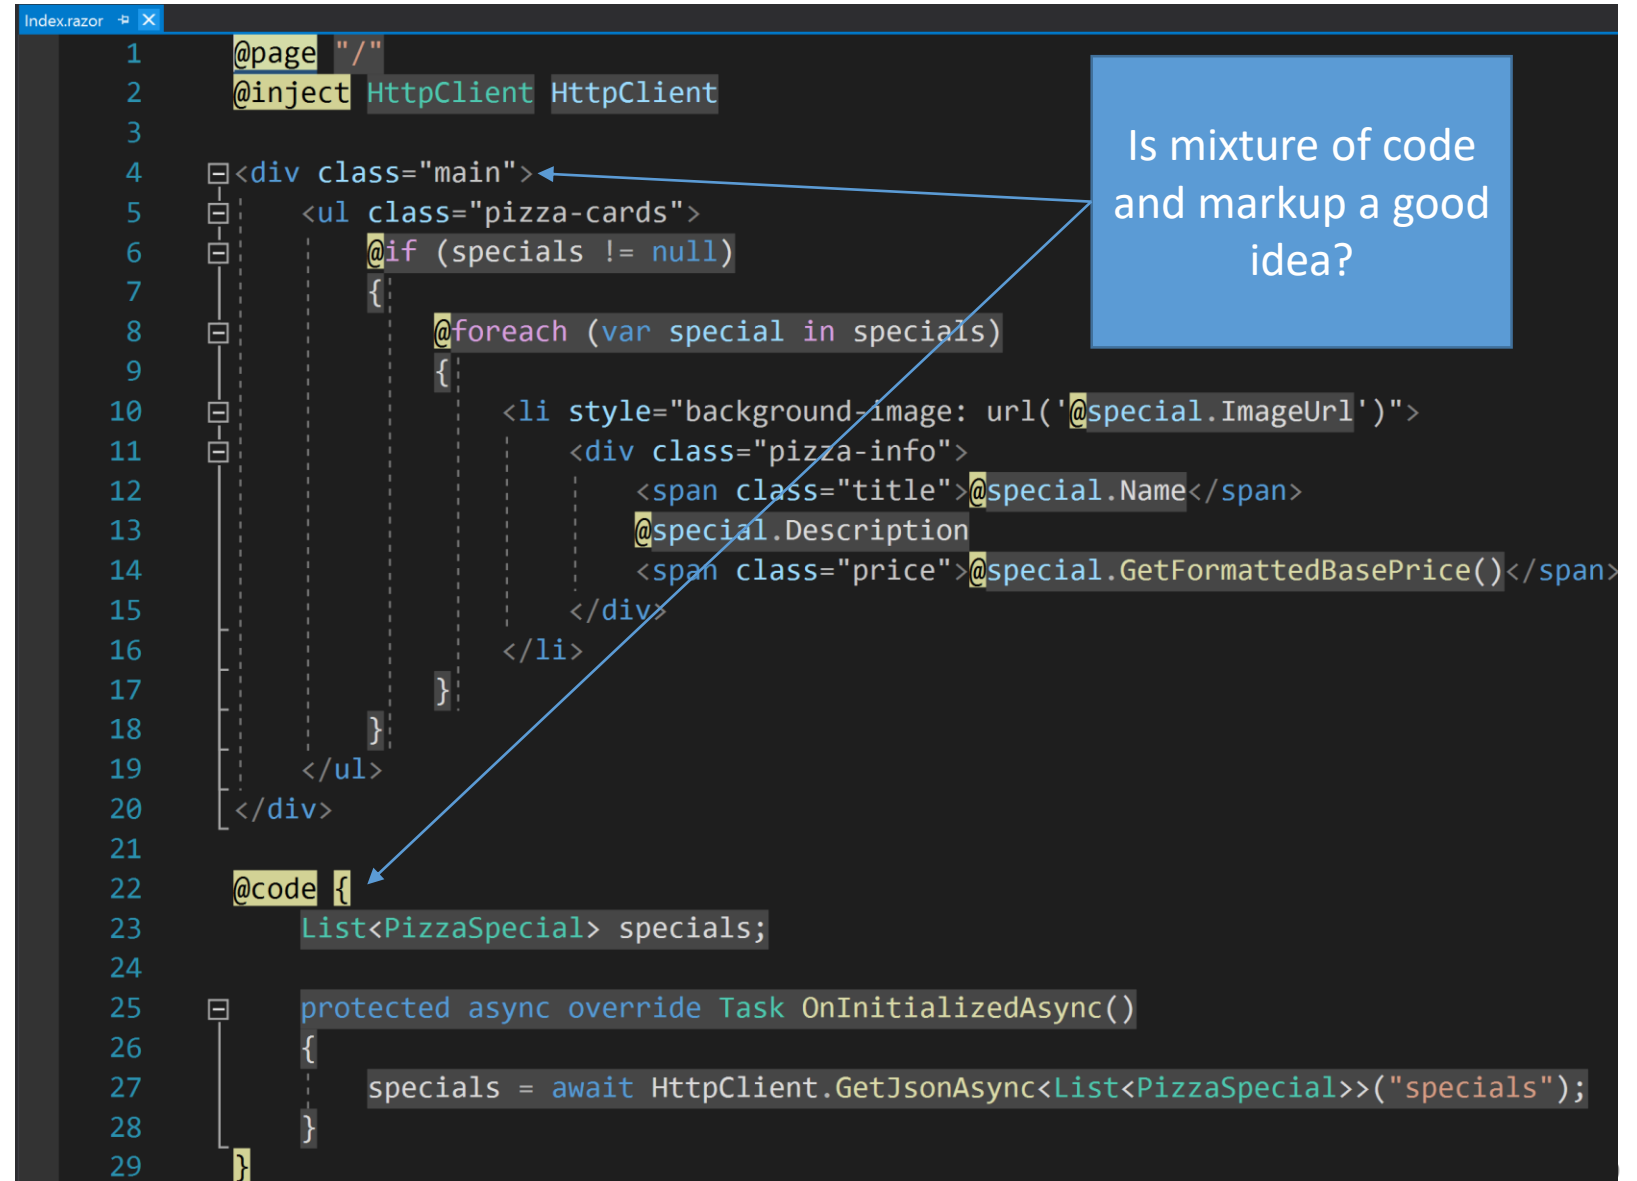 Index.razor
1 @page "/"
2 @inject HttpClient HttpClient
3
4 <div class="main">
5 <ul class="pizza-cards">
6 @if (specials != null)
7 {
8 @foreach (var special in specials)
9 {
10 <li style="background-image: url('@special.ImageUrl')">
11 <div class="pizza-info">
12 <span class="title">@special.Name</span>
13 @special.Description
14 <span class="price">@special.GetFormattedBasePrice()</span>
15 </div>
16 </li>
17 }
18 }
19 </ul>
20 </div>
21
22 @code {
23 List<PizzaSpecial> specials;
24
25 protected async override Task OnInitializedAsync()
26 {
27 specials = await HttpClient.GetJsonAsync<List<PizzaSpecial>>("specials");
28 }
29 }
Is mixture of code
and markup a good
idea?